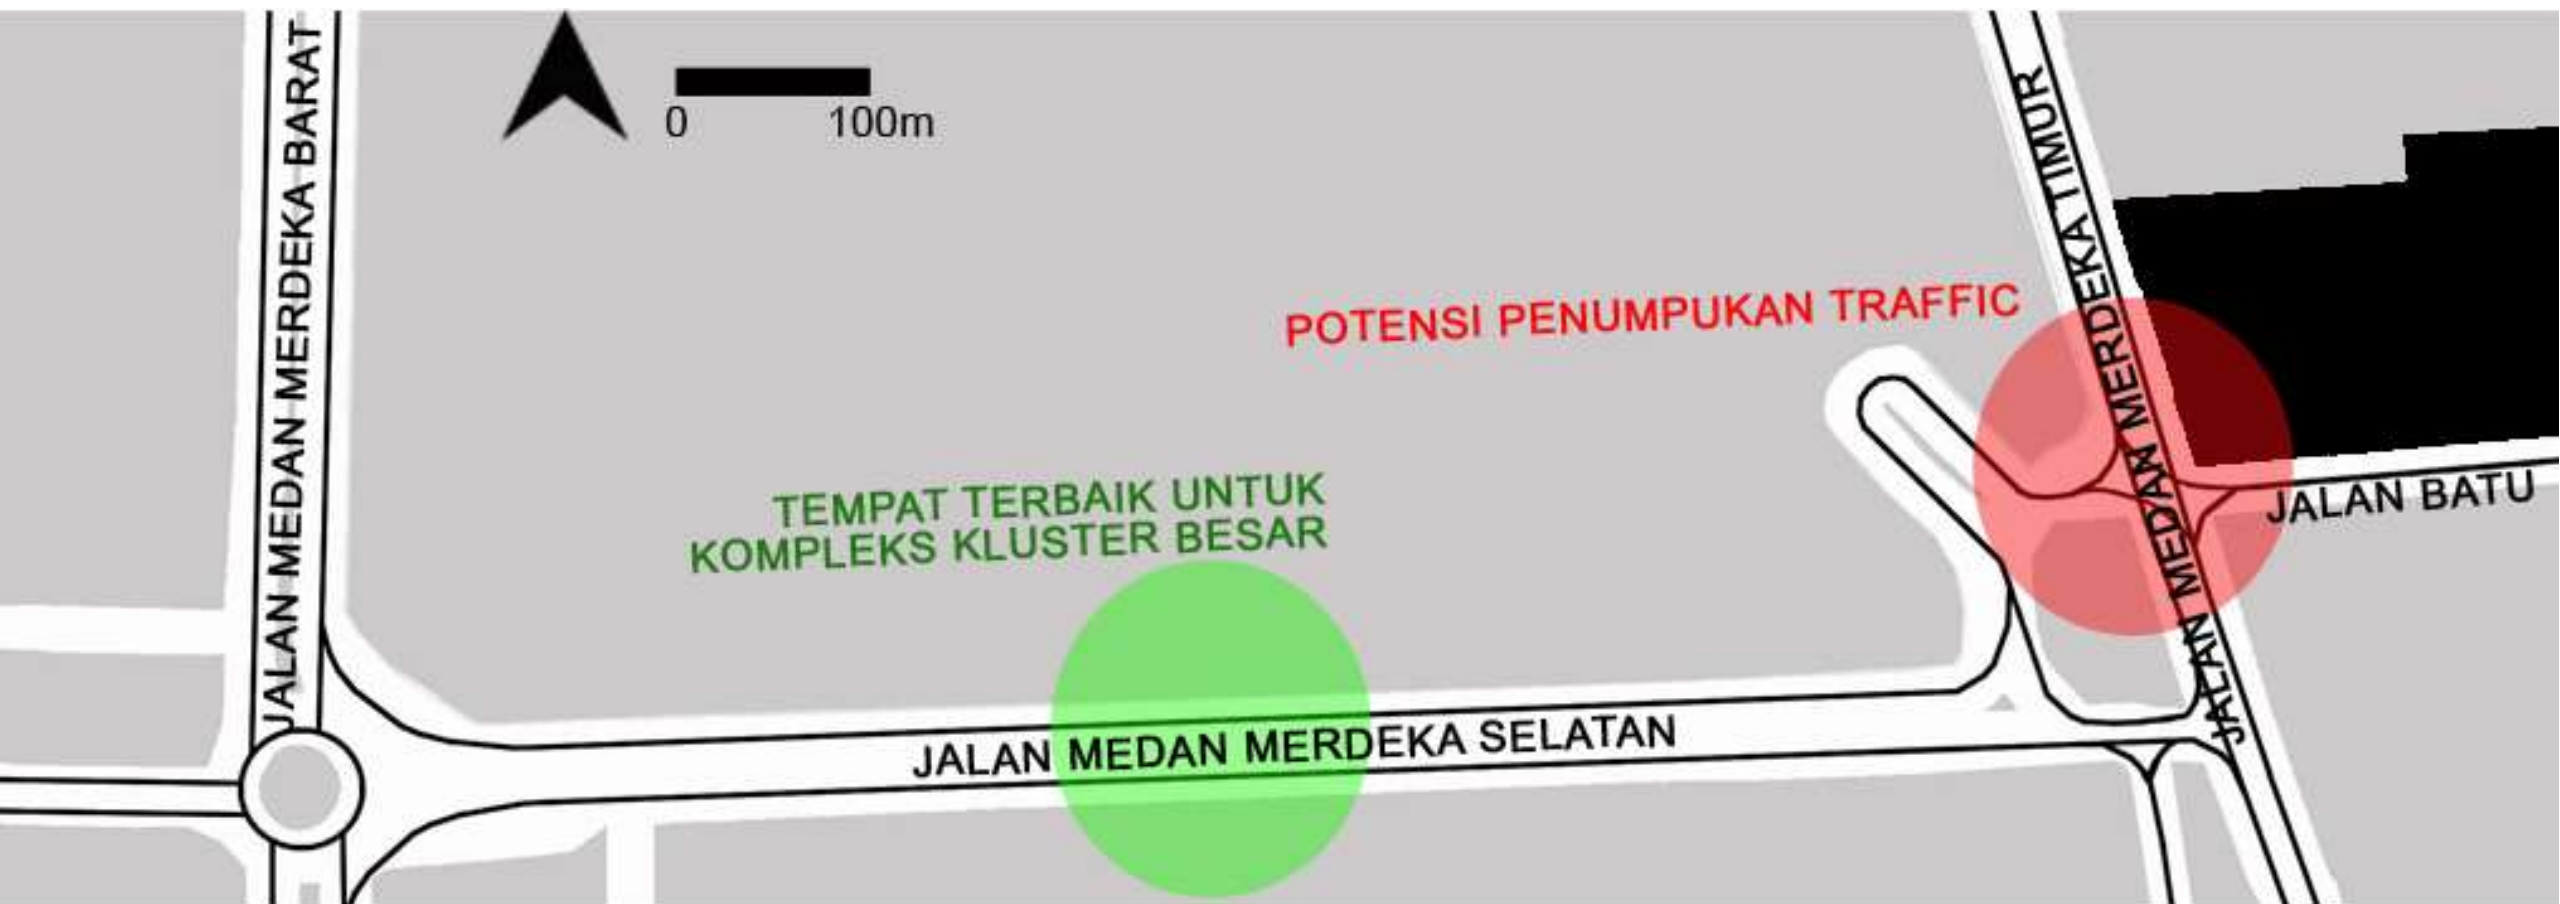 JALAN MEDAN MERDEKA BARAT
0 100m
JALAN MEDAN MERDEKA TIMUR
POTENSI PENUMPUKAN TRAFFIC
TEMPAT TERBAIK UNTUK
KOMPLEKS KLUSTER BESAR
JALAN BATU
JALAN MEDAN MERDEKA SELATAN